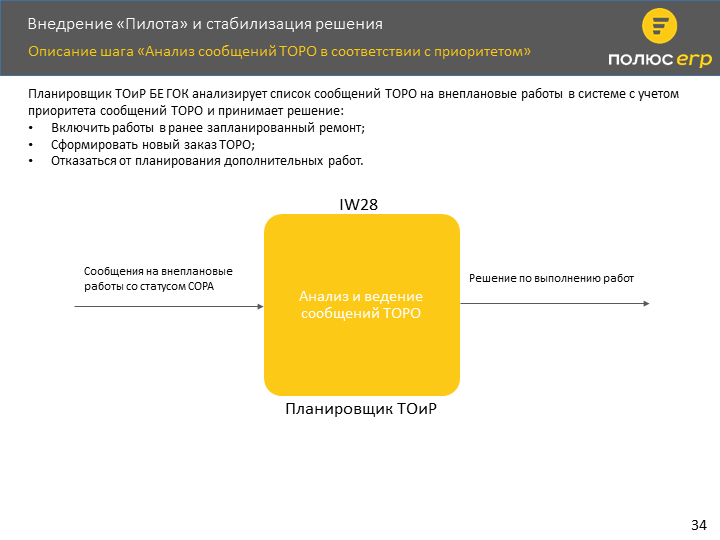 Внедрение «Пилота» и стабилизация решения
Описание шага «Анализ сообщений ТОРО в соответствии с приоритетом»
ПОЛЮС erp
Планировщик ТОиР БЕ ГОК анализирует список сообщений ТОРО на внеплановые работы в системе с учетом
приоритета сообщений ТОРО и принимает решение:
• Включить работы в ранее запланированный ремонт;
• Сформировать новый заказ ТОРО;
• Отказаться от планирования дополнительных работ.
IW28
Сообщения на внеплановые
работы со статусом СОРА
Анализ и ведение
сообщений ТОРО
Решение по выполнению работ
Планировщик ТОиР
34